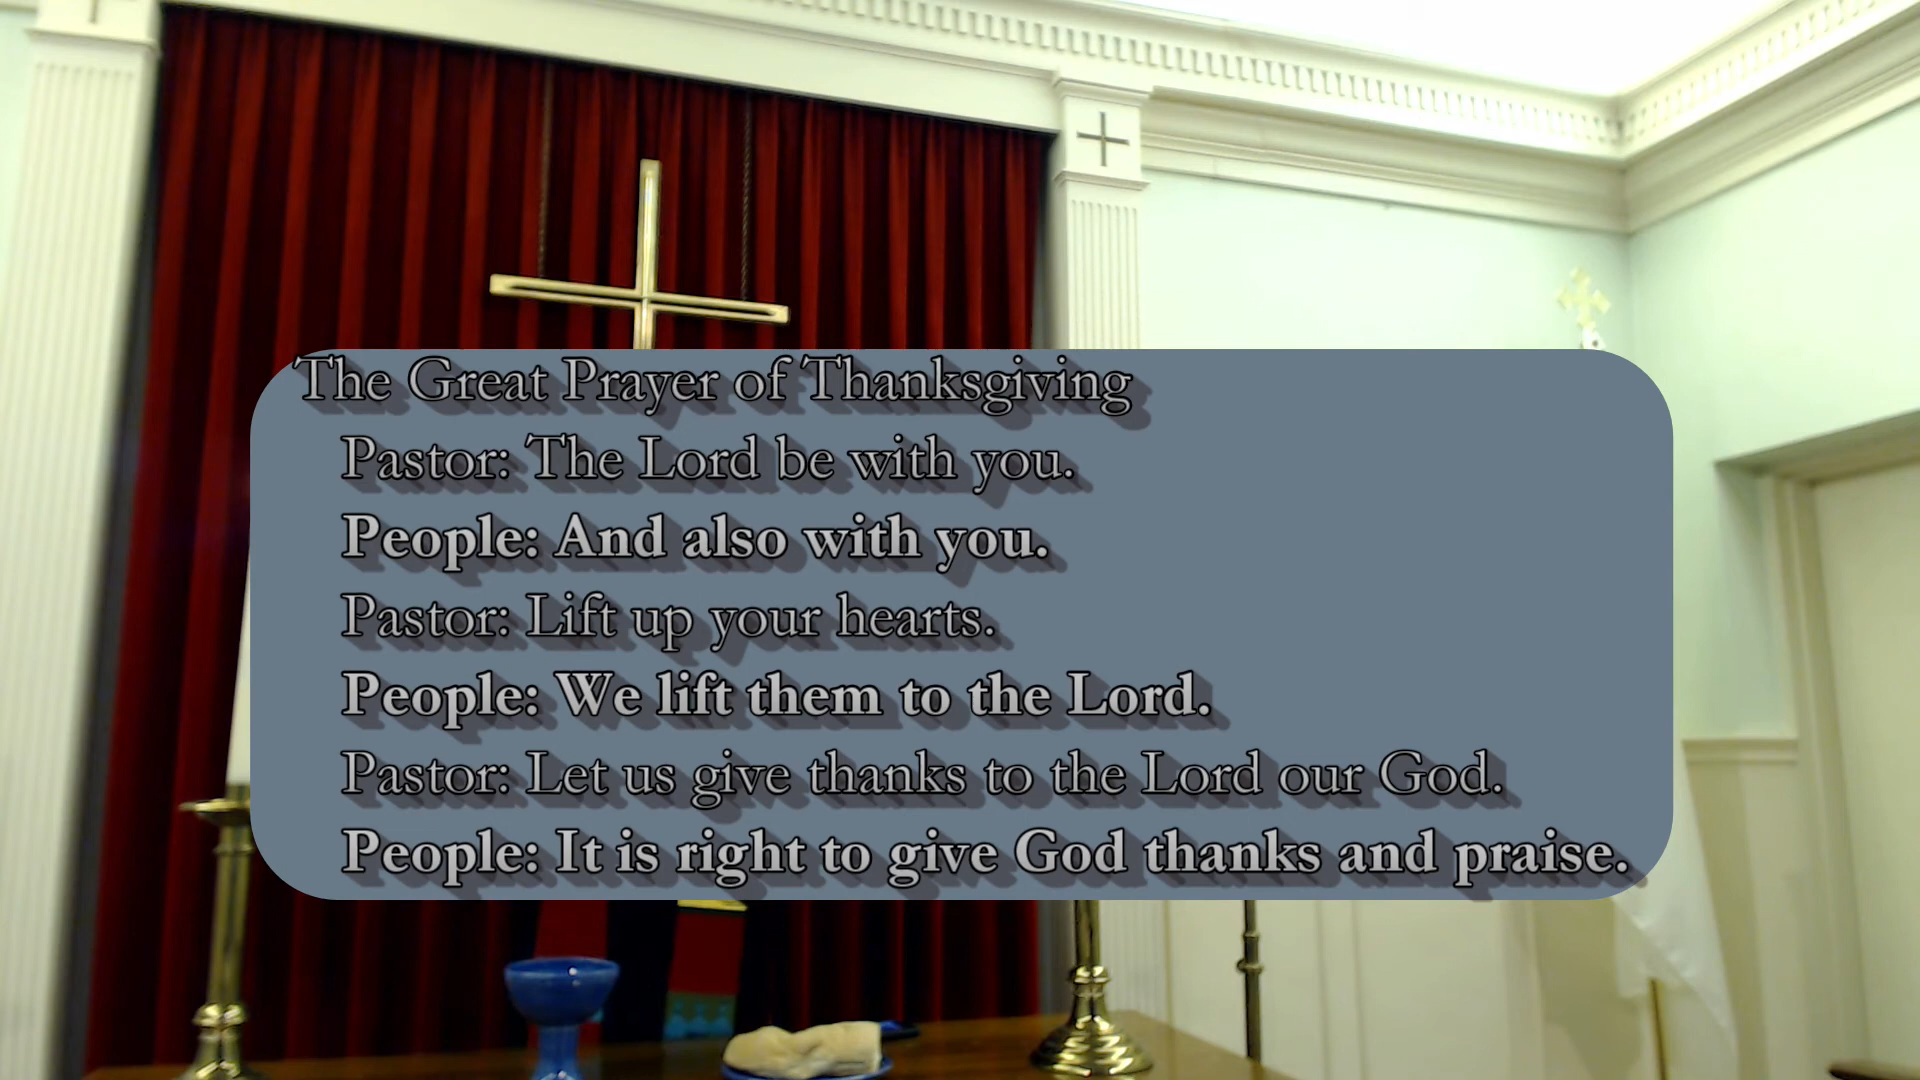 The Great Prayer of Thanksgiving
Pastor: The Lord be with you.
People: And also with you.
Pastor: Lift up your hearts.
People: We lift them to the Lord.
Pastor: Let us give thanks to the Lord our God.
People: It is right to give God thanks and praise.